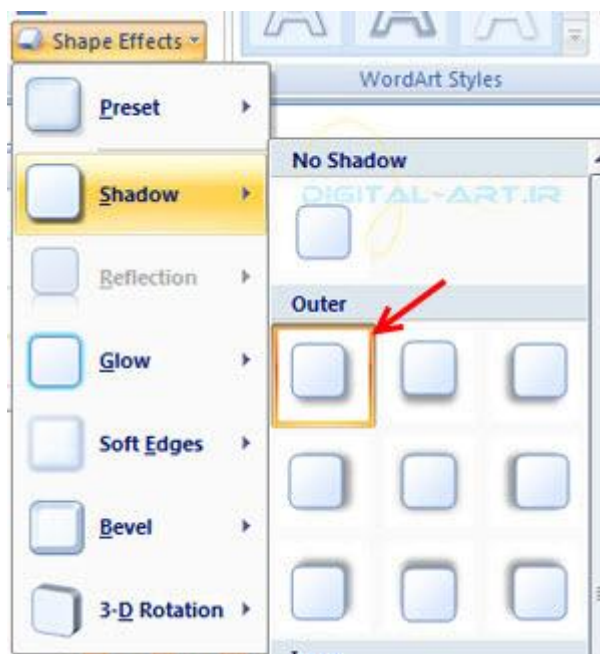 Shape Effects
WordArt Styles
Preset
No Shadow
Shadow
DIGITAL-ART.IR
Reflection
Outer
Glow
Soft Edges
Bevel
3-D Rotation